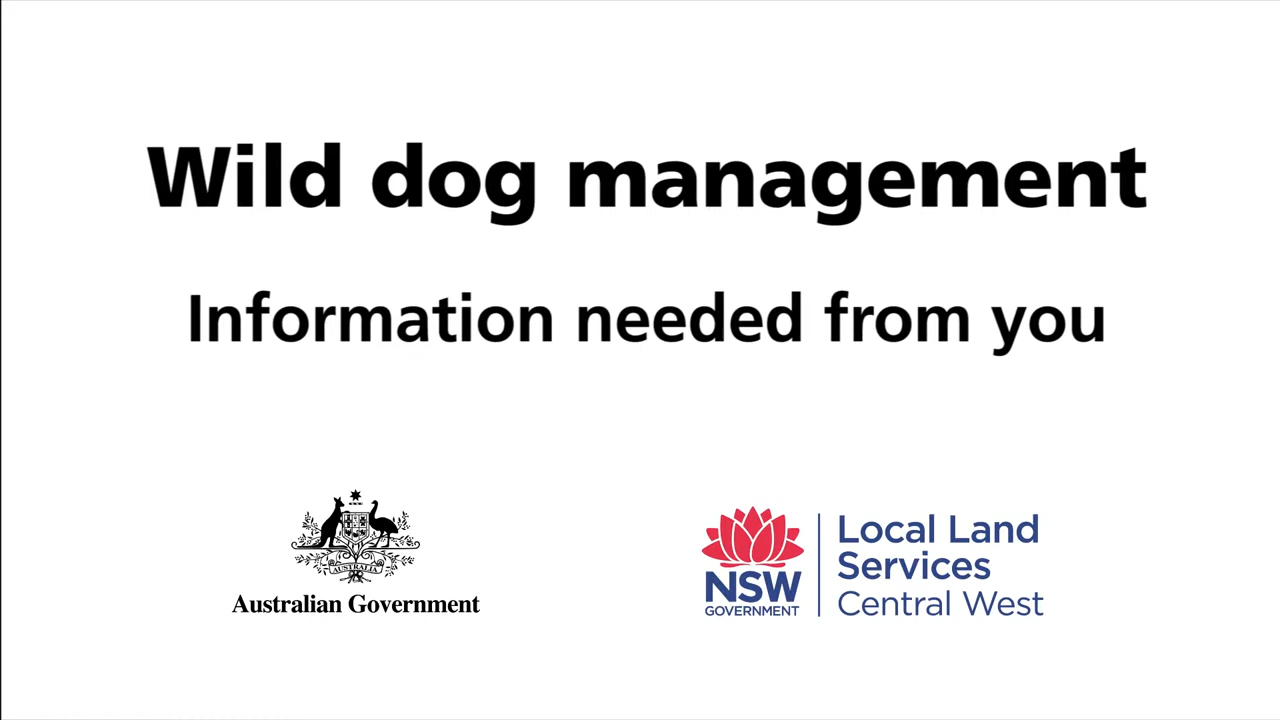 Wild dog management
Information needed from you
AUSTRALIA
Australian Government
NSW
GOVERNMENT
Local Land
Services
Central West